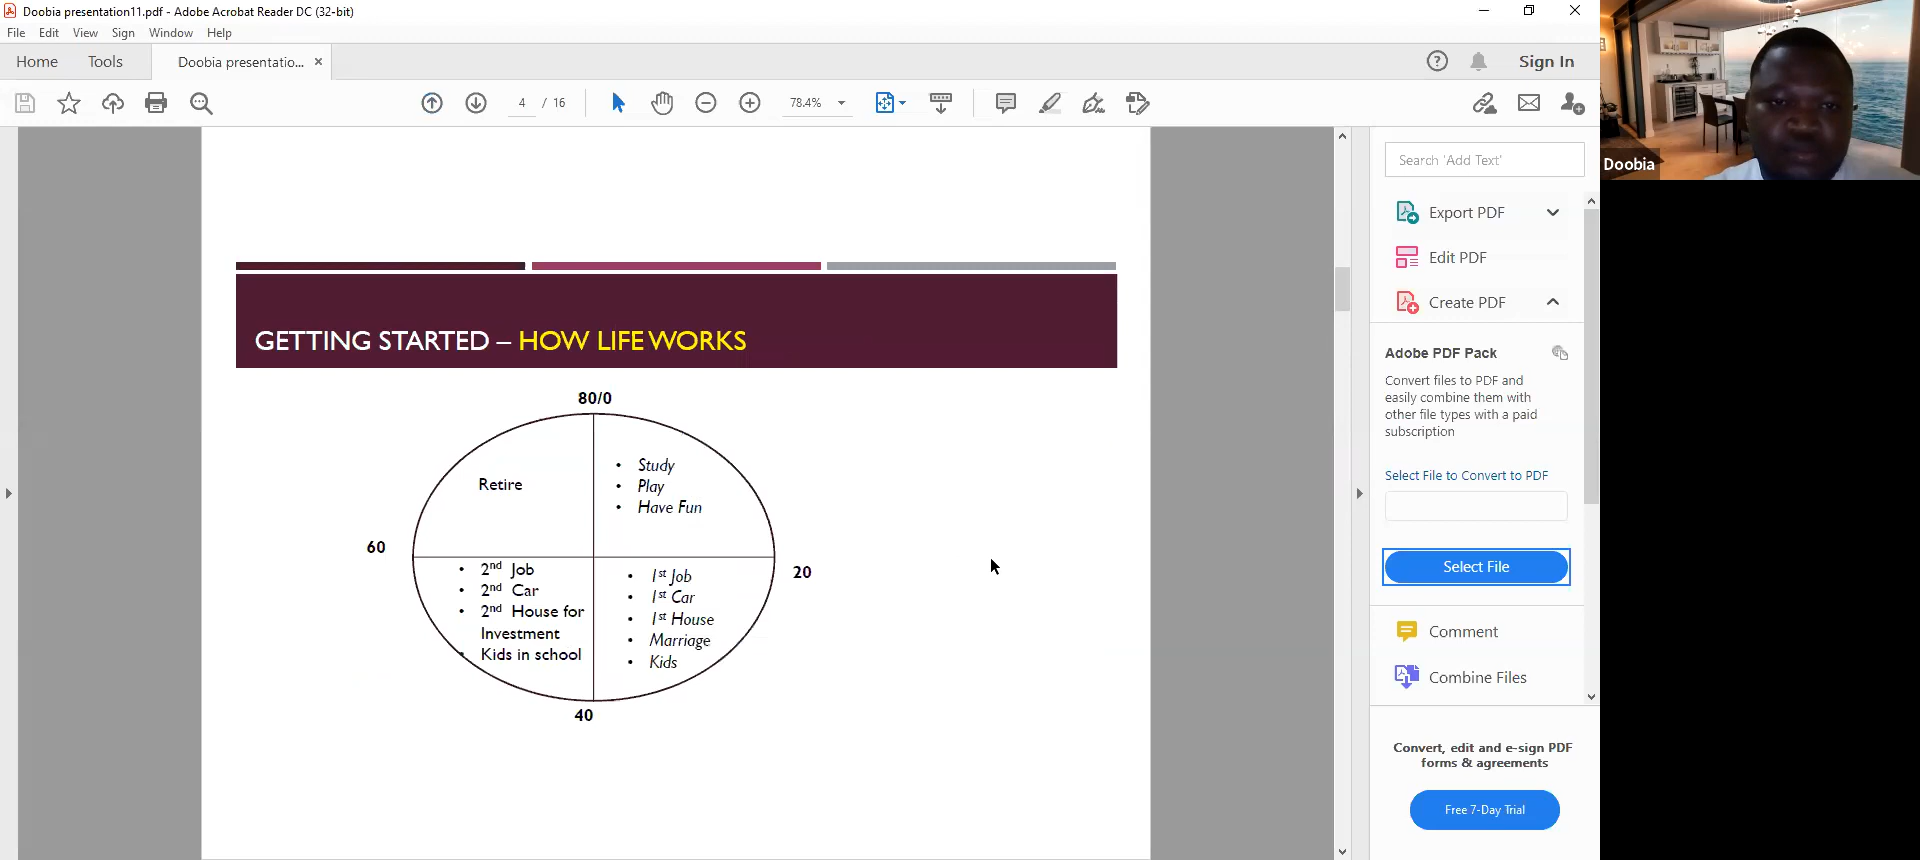 Doobia presentation11.pdf - Adobe Acrobat Reader DC (32-bit)
File Edit View Sign Window Help
Home Tools Doobia presentatio... × Sign In
4 / 16 78.4%
Doobia
Search 'Add Text'
Export PDF
Edit PDF
Create PDF
Adobe PDF Pack
Convert files to PDF and
easily combine them with
other file types with a paid
subscription
Select File to Convert to PDF
Select File
Comment
Combine Files
Convert, edit and e-sign PDF
forms & agreements
Free 7-Day Trial
GETTING STARTED – HOW LIFE WORKS
80/0
Retire
• Study
• Play
• Have Fun
60
20
• 2nd Job
• 2nd Car
• 2nd House for
Investment
• Kids in school
• 1st Job
• 1st Car
• 1st House
• Marriage
• Kids
40